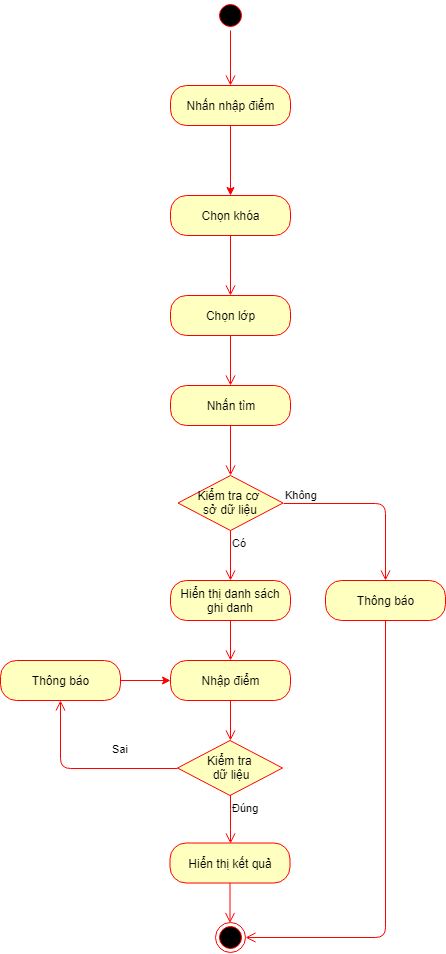 Nhấn nhập điểm
Chọn khóa
Chọn lớp
Nhấn tìm
Kiểm tra cơ
sở dữ liệu
Không
Có
Hiển thị danh sách
ghi danh
Thông báo
Thông báo
Nhập điểm
Sai
Kiểm tra
dữ liệu
Đúng
Hiển thị kết quả